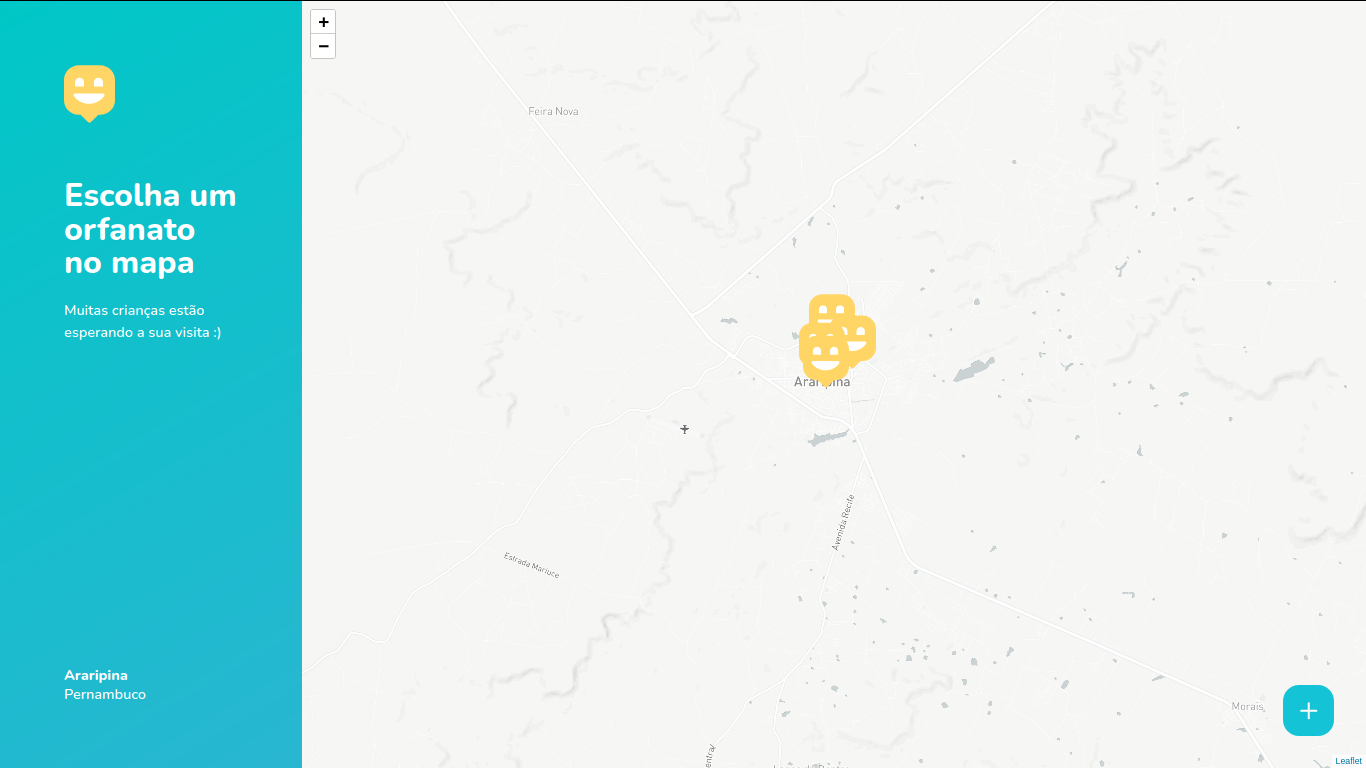 Escolha um
orfanato
no mapa
Muitas crianças estão
esperando a sua visita :)
Araripina
Pernambuco
+
−
Feira Nova
Avenida Recife
Estrada Mariuce
Morais
Leaflet